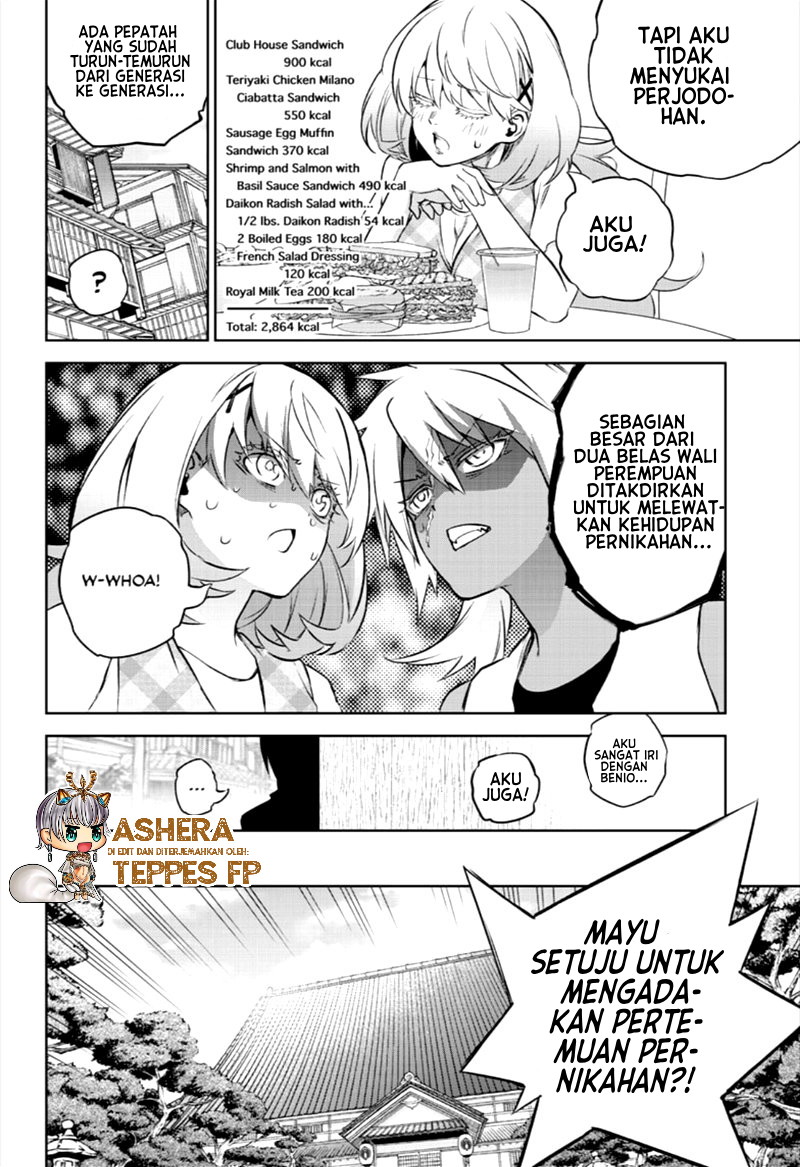 TAPI AKU
TIDAK
MENYUKAI
PERJODO-
HAN.
AKU
JUGA!
Club House Sandwich
900 kcal
Teriyaki Chicken Milano
Ciabatta Sandwich
550 kcal
Sausage Egg Muffin
Sandwich 370 kcal
Shrimp and Salmon with
Basil Sauce Sandwich 490 kcal
Daikon Radish Salad with...
1/2 lbs. Daikon Radish 54 kcal
2 Boiled Eggs 180 kcal
French Salad Dressing
120 kcal
Royal Milk Tea 200 kcal
Total: 2,864 kcal
ADA PEPATAH
YANG SUDAH
TURUN-TEMURUN
DARI GENERASI
KE GENERASI...
?
SEBAGIAN
BESAR DARI
DUA BELAS WALI
PEREMPUAN
DITAKDIRKAN
UNTUK MELEWAT-
KAN KEHIDUPAN
PERNIKAHAN...
W-WHOA!
AKU
SANGAT IRI
DENGAN
BENIO...
AKU
JUGA!
...
ASHERA
DI EDIT DAN DITERJEMAHKAN OLEH:
TEPPES FP
MAYU
SETUJU UNTUK
MENGADA-
KAN PERTE-
MUAN PER-
NIKAHAN?!